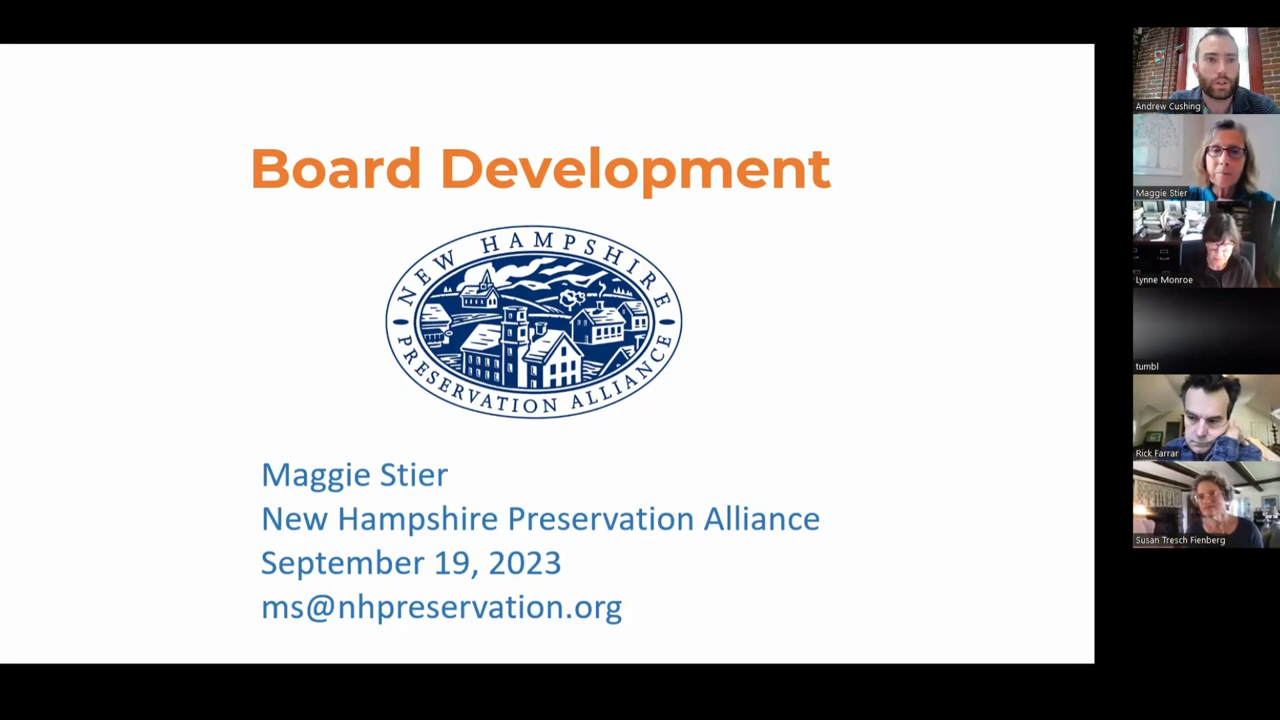 Board Development
NEW HAMPSHIRE
PRESERVATION ALLIANCE
Maggie Stier
New Hampshire Preservation Alliance
September 19, 2023
ms@nhpreservation.org
Andrew Cushing
Maggie Stier
Lynne Monroe
tumbl
Rick Farrar
Susan Tresch Fienberg